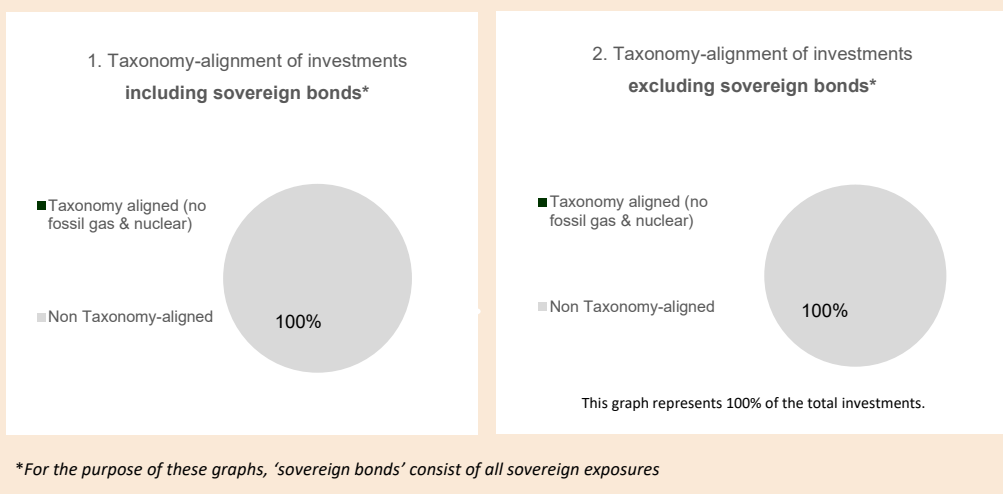 1. Taxonomy-alignment of investments
including sovereign bonds*
Taxonomy aligned (no
fossil gas & nuclear)
Non Taxonomy-aligned
100%
2. Taxonomy-alignment of investments
excluding sovereign bonds*
Taxonomy aligned (no
fossil gas & nuclear)
Non Taxonomy-aligned
100%
This graph represents 100% of the total investments.
*For the purpose of these graphs, ‘sovereign bonds’ consist of all sovereign exposures